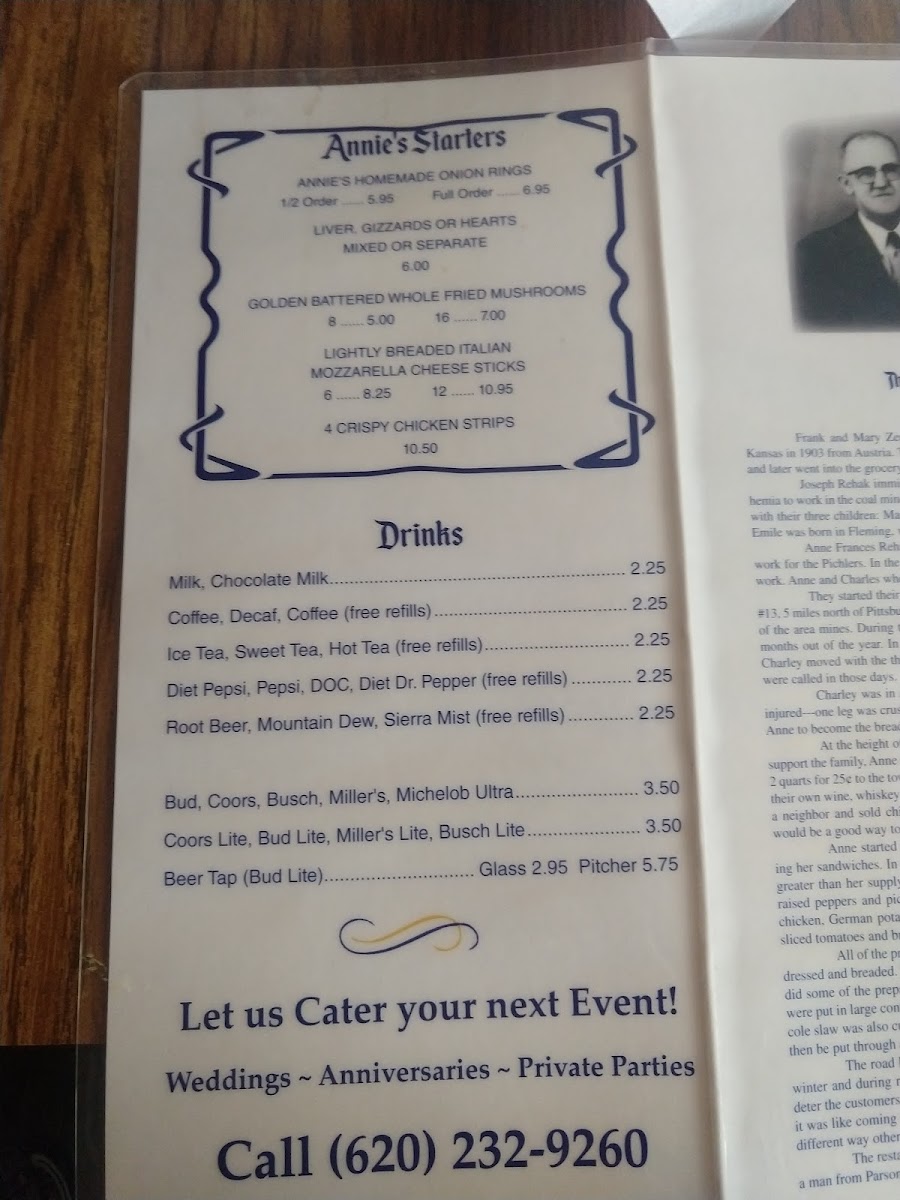 Annie's Starters
ANNIE'S HOMEMADE ONION RINGS
1/2 Order ...... 5.95 Full Order ...... 6.95
LIVER, GIZZARDS OR HEARTS
MIXED OR SEPARATE
6.00
GOLDEN BATTERED WHOLE FRIED MUSHROOMS
8 ...... 5.00 16 ...... 7.00
LIGHTLY BREADED ITALIAN
MOZZARELLA CHEESE STICKS
6 ...... 8.25 12 ...... 10.95
4 CRISPY CHICKEN STRIPS
10.50
Drinks
Milk, Chocolate Milk.......................................................... 2.25
Coffee, Decaf, Coffee (free refills)..................................... 2.25
Ice Tea, Sweet Tea, Hot Tea (free refills)............................ 2.25
Diet Pepsi, Pepsi, DOC, Diet Dr. Pepper (free refills) ............ 2.25
Root Beer, Mountain Dew, Sierra Mist (free refills) ............. 2.25
Bud, Coors, Busch, Miller's, Michelob Ultra........................ 3.50
Coors Lite, Bud Lite, Miller's Lite, Busch Lite...................... 3.50
Beer Tap (Bud Lite)............................. Glass 2.95 Pitcher 5.75
Let us Cater your next Event!
Weddings ~ Anniversaries ~ Private Parties
Call (620) 232-9260
Frank and Mary
Kansas in 1903 from Austria.
and later went into the grocery
Joseph Rehak
to work in the coal
with their three children:
Emile was born in Fleming,
Anne Frances
work for the Pichlers. In the
work. Anne and Charles
They started their
#13, 5 miles north of
of the area mines. During
months out of the year. In
Charley moved with the
were called in those days.
Charley was in
injured---one leg was
Anne to become the
At the height
support the family, Anne
2 quarts for 25¢ to the
their own wine, whiskey
a neighbor and sold
would be a good way to
Anne started
ing her sandwiches. In
greater than her supply
raised peppers and
chicken, German
sliced tomatoes and
All of the
dressed and breaded.
did some of the
were put in large
cole slaw was also
then be put through
The road
winter and during
deter the customers
it was like coming
different way
The
a man from